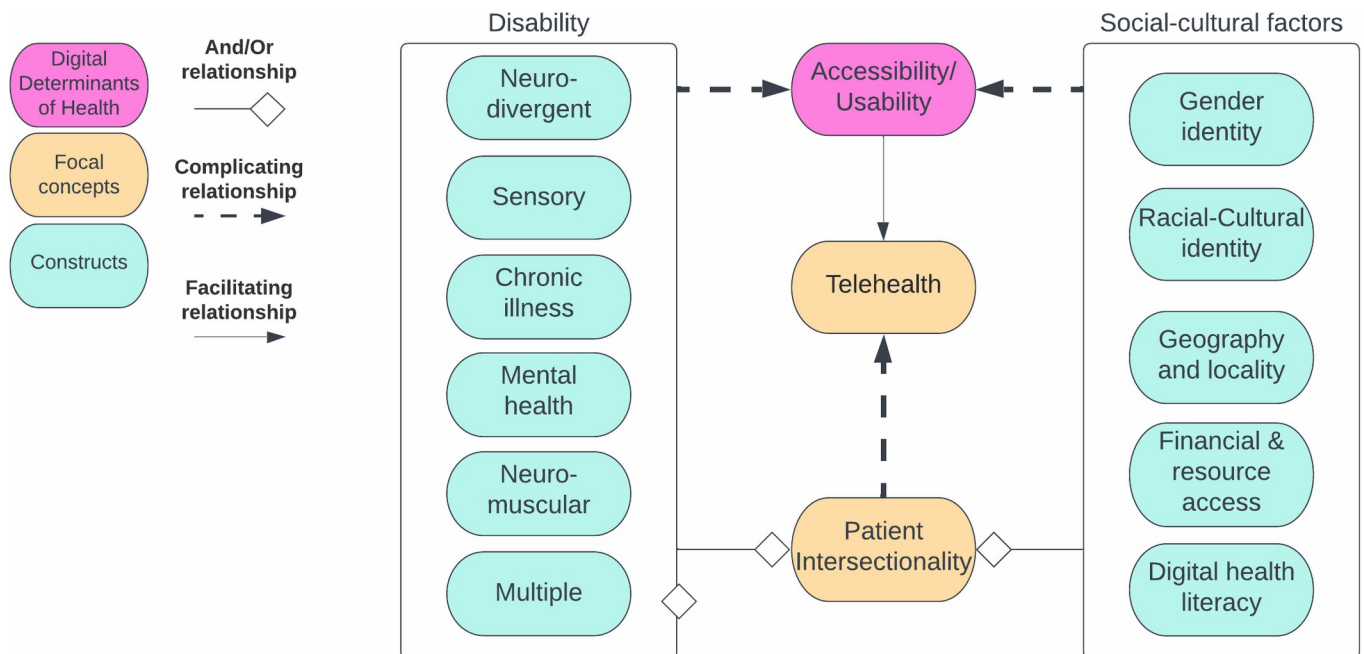 Digital
Determinants
of Health
Focal
concepts
Constructs
And/Or
relationship
Complicating
relationship
Facilitating
relationship
Disability
Neuro-
divergent
Sensory
Chronic
illness
Mental
health
Neuro-
muscular
Multiple
Accessibility/
Usability
Telehealth
Patient
Intersectionality
Social-cultural factors
Gender
identity
Racial-Cultural
identity
Geography
and locality
Financial &
resource
access
Digital health
literacy